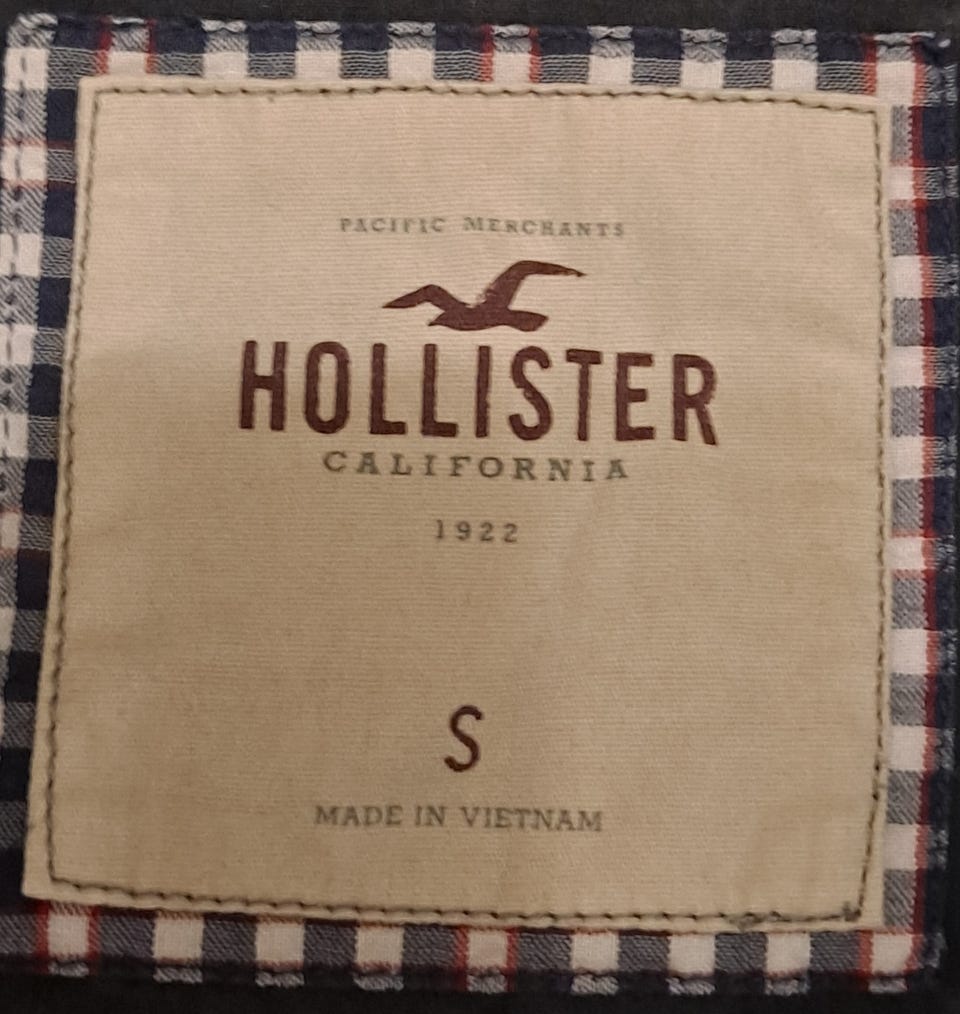 PACIFIC MERCHANTS
HOLLISTER
CALIFORNIA
1922
S
MADE IN VIETNAM